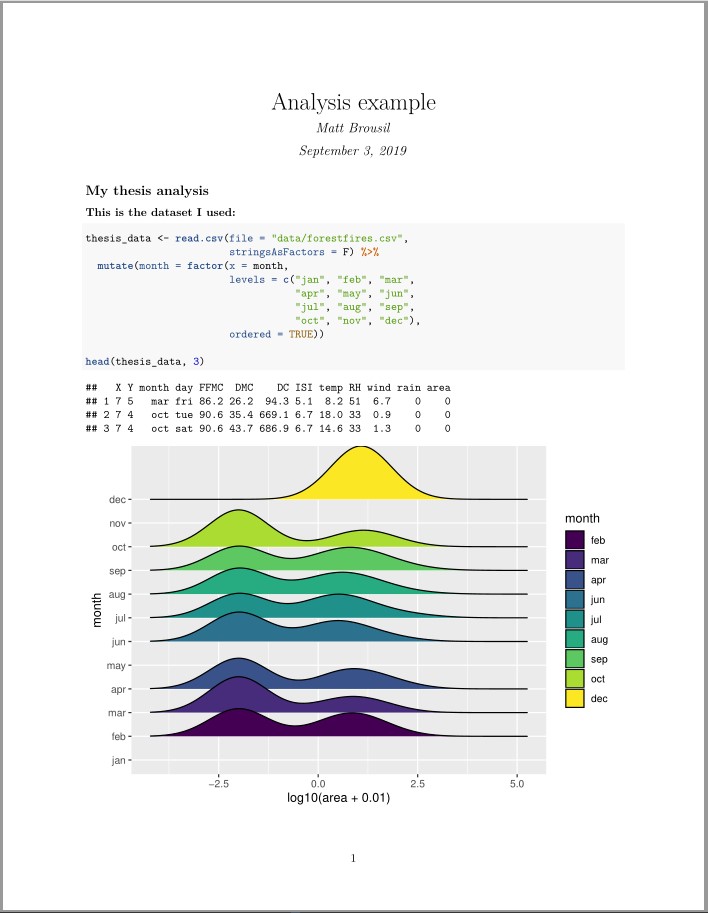 Analysis example
Matt Brousil
September 3, 2019
My thesis analysis
This is the dataset I used:
thesis_data <- read.csv(file = "data/forestfires.csv",
                        stringsAsFactors = F) %>%
  mutate(month = factor(x = month,
                        levels = c("jan", "feb", "mar",
                                   "apr", "may", "jun",
                                   "jul", "aug", "sep",
                                   "oct", "nov", "dec"),
                        ordered = TRUE))
head(thesis_data, 3)
##   X Y month day FFMC  DMC    DC ISI temp RH wind rain area
## 1 7 5   mar fri 86.2 26.2  94.3 5.1  8.2 51  6.7    0    0
## 2 7 4   oct tue 90.6 35.4 669.1 6.7 18.0 33  0.9    0    0
## 3 7 4   oct sat 90.6 43.7 686.9 6.7 14.6 33  1.3    0    0
dec
nov
oct
sep
aug
jul
jun
may
apr
mar
feb
jan
month
−2.5 0.0 2.5 5.0
log10(area + 0.01)
month
feb
mar
apr
jun
jul
aug
sep
oct
dec
1